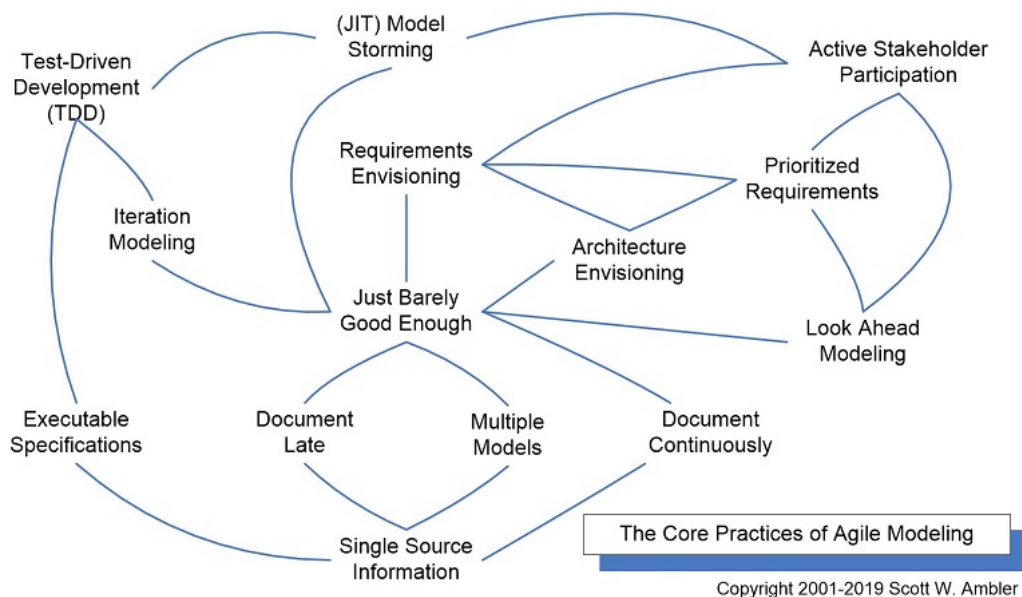 (JIT) Model
Storming
Test-Driven
Development
(TDD)
Active Stakeholder
Participation
Requirements
Envisioning
Prioritized
Requirements
Iteration
Modeling
Architecture
Envisioning
Just Barely
Good Enough
Look Ahead
Modeling
Executable
Specifications
Document
Late
Multiple
Models
Document
Continuously
Single Source
Information
The Core Practices of Agile Modeling
Copyright 2001-2019 Scott W. Ambler